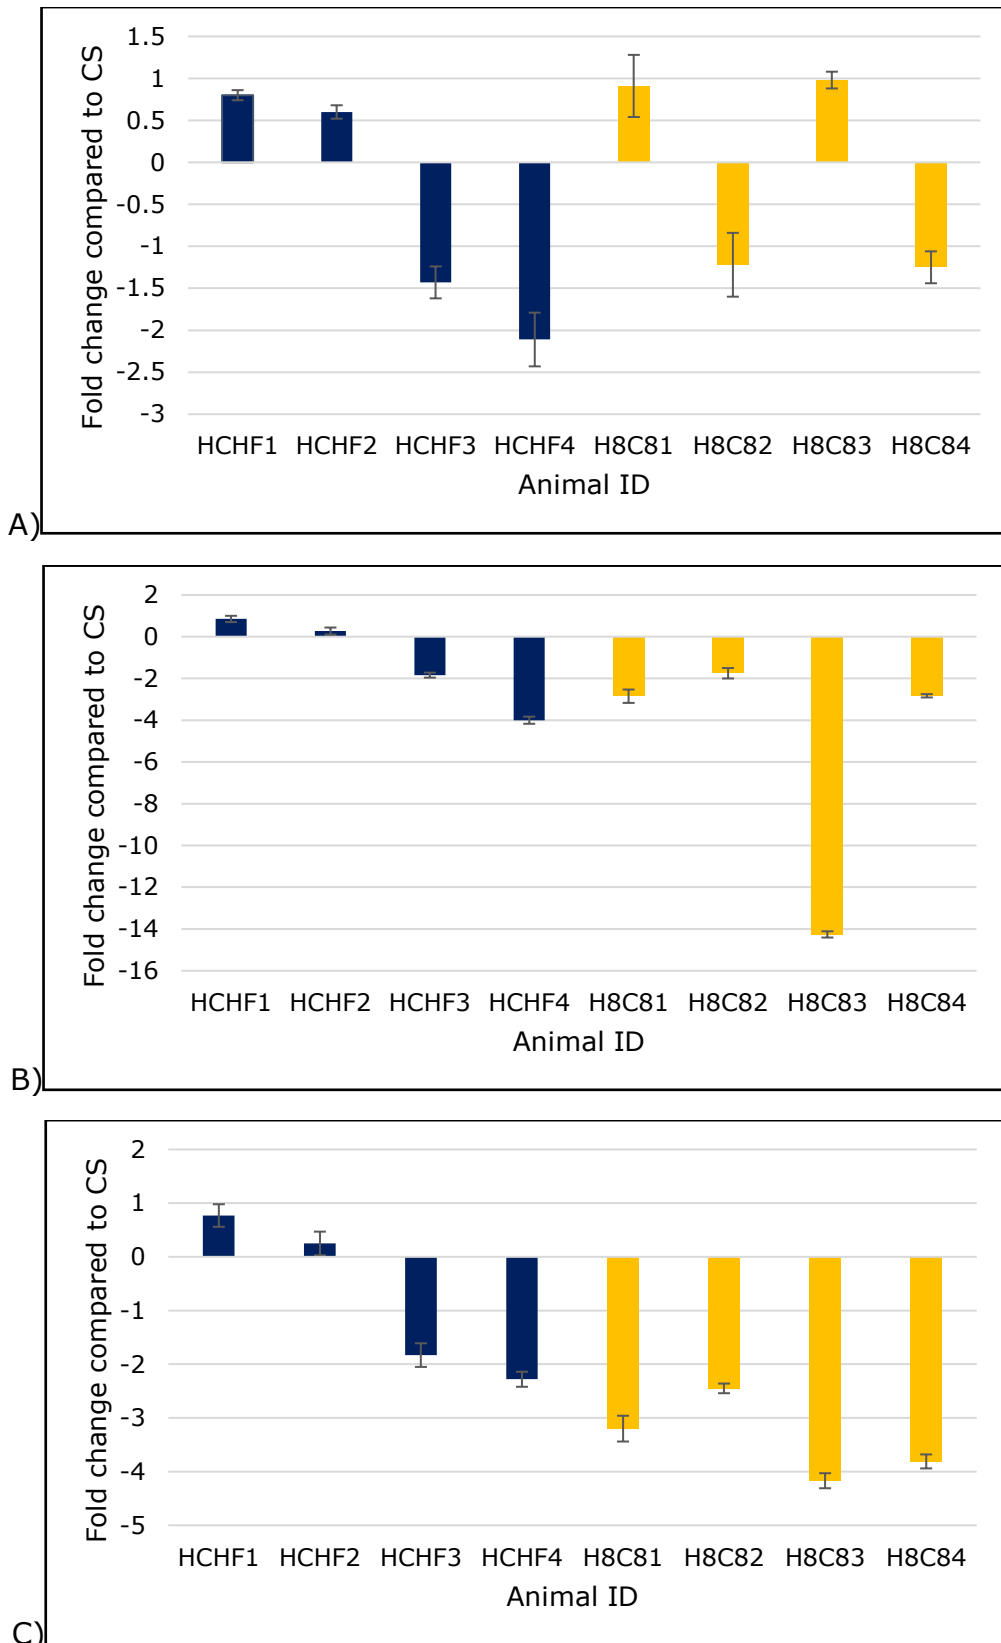 Fold change compared to CS
1.5
1
0.5
0
-0.5
-1
-1.5
-2
-2.5
-3
HCHF1 HCHF2 HCHF3 HCHF4 H8C81 H8C82 H8C83 H8C84
Animal ID
A)
Fold change compared to CS
2
0
-2
-4
-6
-8
-10
-12
-14
-16
HCHF1 HCHF2 HCHF3 HCHF4 H8C81 H8C82 H8C83 H8C84
Animal ID
B)
Fold change compared to CS
2
1
0
-1
-2
-3
-4
-5
HCHF1 HCHF2 HCHF3 HCHF4 H8C81 H8C82 H8C83 H8C84
Animal ID
C)